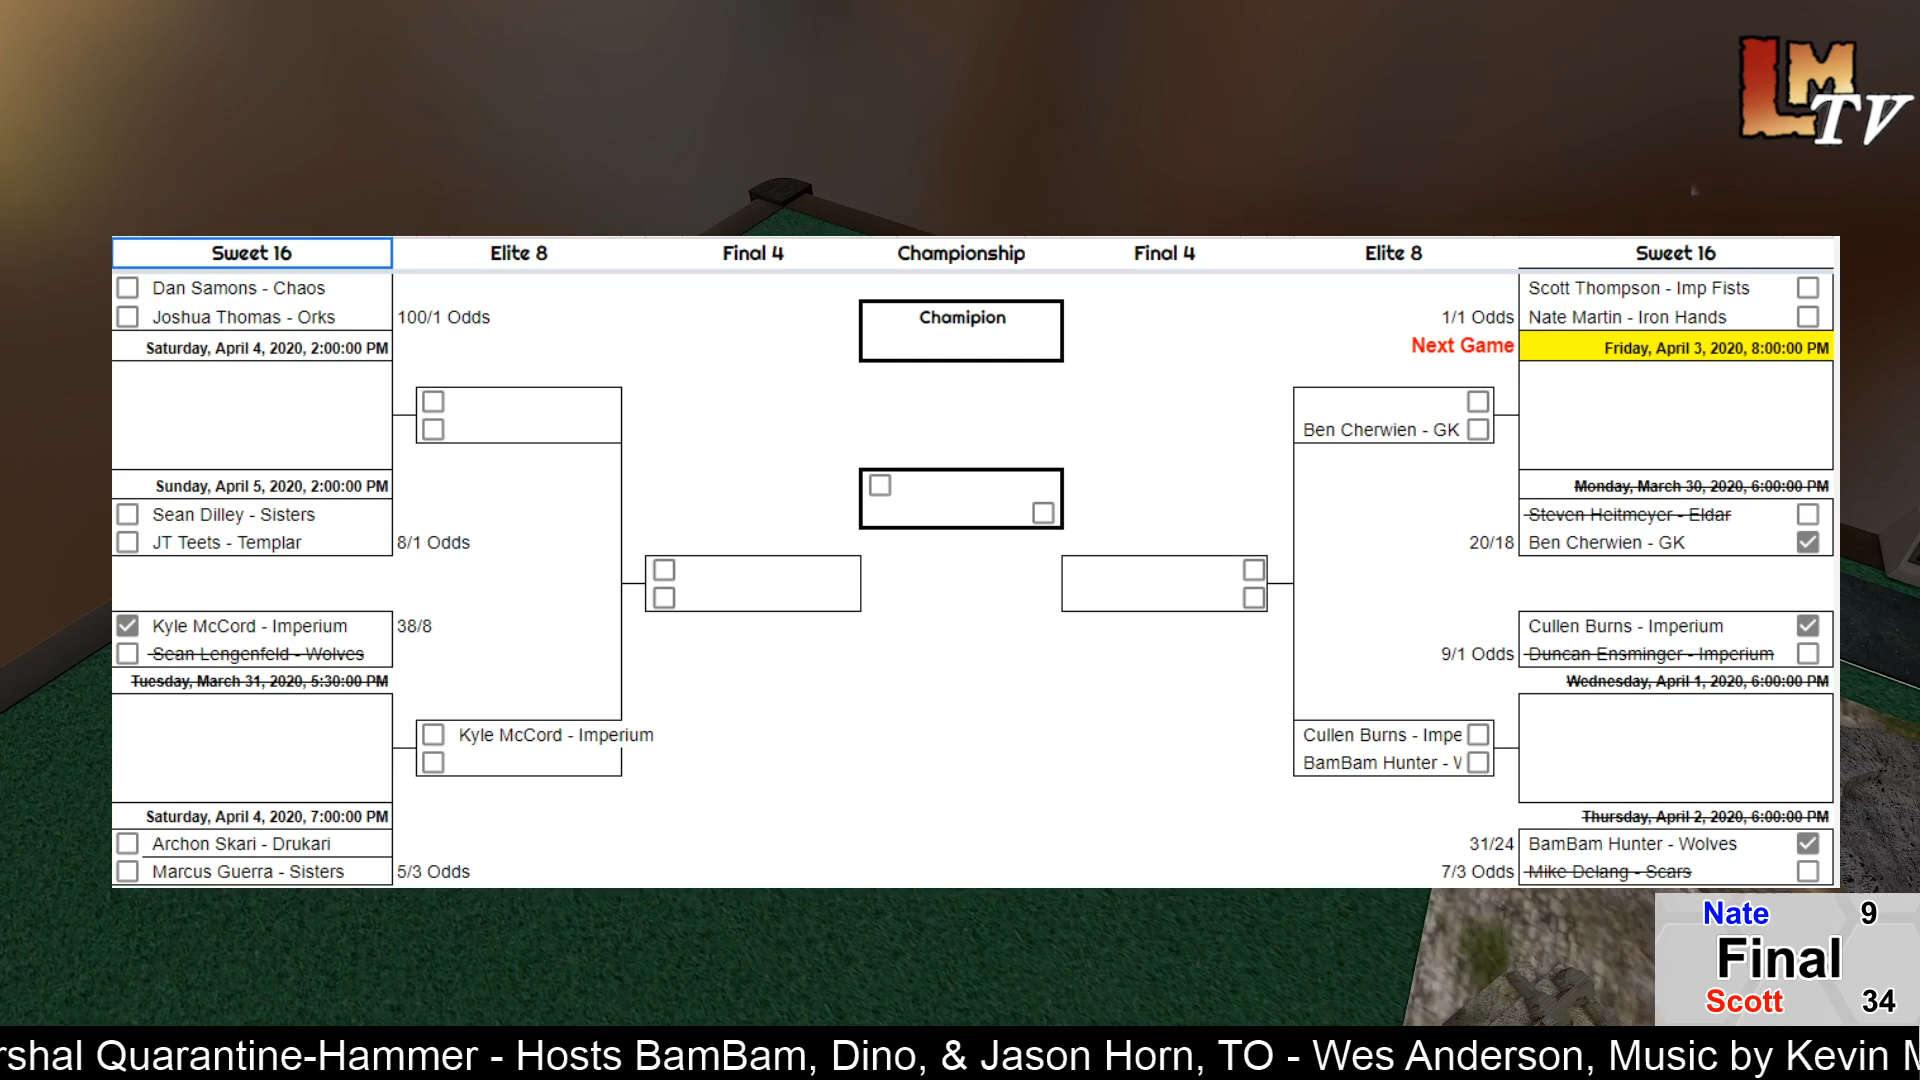 LM TV
Sweet 16
Elite 8
Final 4
Championship
Final 4
Elite 8
Sweet 16
Dan Samons - Chaos
Joshua Thomas - Orks
100/1 Odds
Saturday, April 4, 2020, 2:00:00 PM
Sunday, April 5, 2020, 2:00:00 PM
Sean Dilley - Sisters
JT Teets - Templar
8/1 Odds
Kyle McCord - Imperium
38/8
Sean Lengenfeld - Wolves
Tuesday, March 31, 2020, 5:30:00 PM
Kyle McCord - Imperium
Saturday, April 4, 2020, 7:00:00 PM
Archon Skari - Drukari
Marcus Guerra - Sisters
5/3 Odds
Champion
Scott Thompson - Imp Fists
1/1 Odds
Nate Martin - Iron Hands
Next Game
Friday, April 3, 2020, 8:00:00 PM
Ben Cherwien - GK
Monday, March 30, 2020, 6:00:00 PM
Steven Heitmeyer - Eldar
20/18
Ben Cherwien - GK
Cullen Burns - Imperium
9/1 Odds
Duncan Ensminger - Imperium
Wednesday, April 1, 2020, 6:00:00 PM
Cullen Burns - Impe
BamBam Hunter - W
Thursday, April 2, 2020, 6:00:00 PM
31/24
BamBam Hunter - Wolves
7/3 Odds
Mike Delang - Scars
Nate 9
Final
Scott 34
rshal Quarantine-Hammer - Hosts BamBam, Dino, & Jason Horn, TO - Wes Anderson, Music by Kevin M